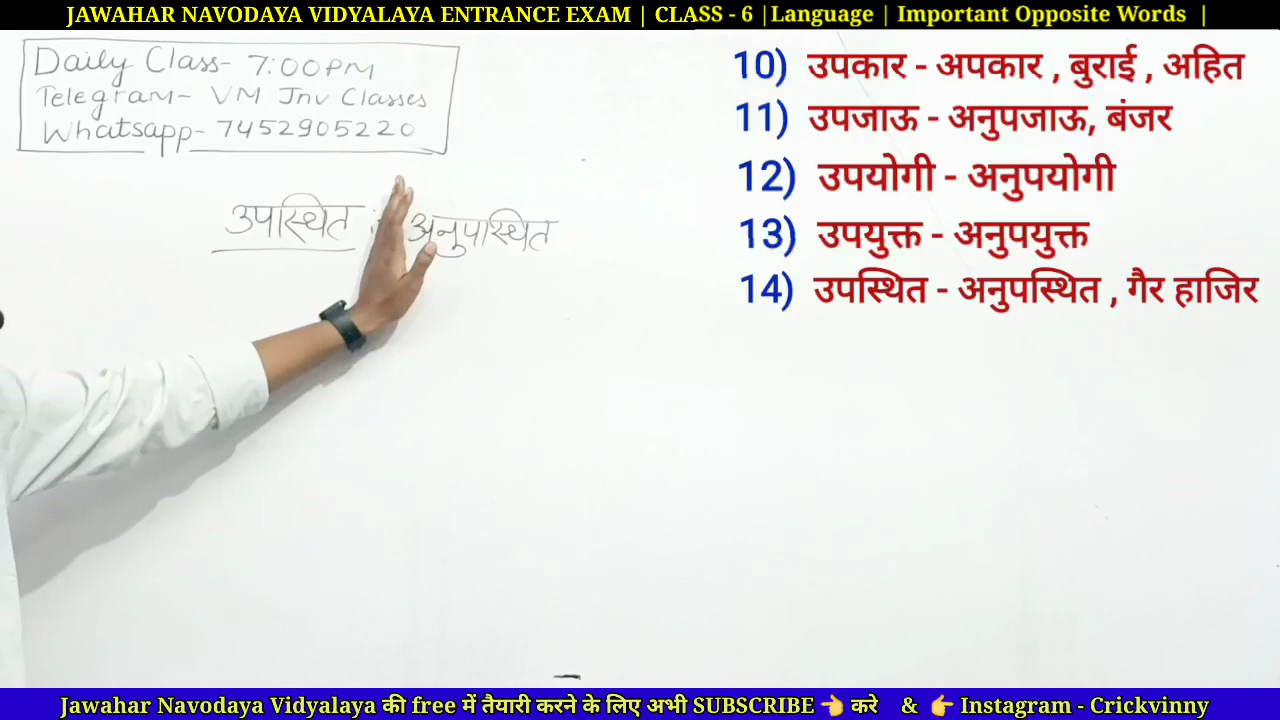 JAWAHAR NAVODAYA VIDYALAYA ENTRANCE EXAM | CLASS - 6 |Language | Important Opposite Words |
Daily Class- 7:00PM
Telegram- VM Jnv Classes
Whatsapp- 7452905220
उपस्थित : अनुपस्थित
10) उपकार - अपकार , बुराई , अहित
11) उपजाऊ - अनुपजाऊ, बंजर
12) उपयोगी - अनुपयोगी
13) उपयुक्त - अनुपयुक्त
14) उपस्थित - अनुपस्थित , गैर हाजिर
Jawahar Navodaya Vidyalaya की free में तैयारी करने के लिए अभी SUBSCRIBE 👈 करे & 👉 Instagram - Crickvinny